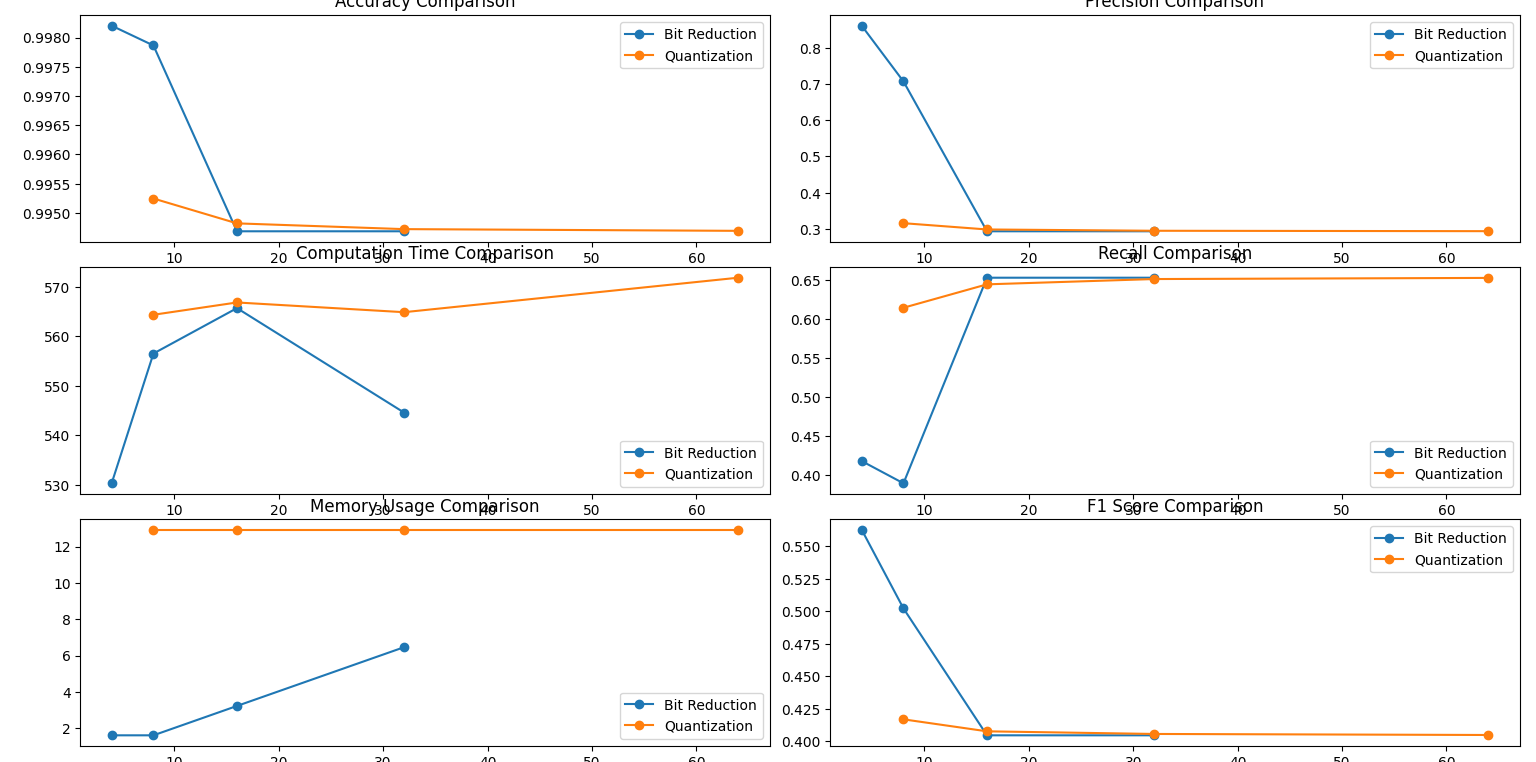 Accuracy Comparison
0.9980
0.9975
0.9970
0.9965
0.9960
0.9955
0.9950
Bit Reduction
Quantization
10 20 30 40 50 60
Precision Comparison
0.8
0.7
0.6
0.5
0.4
0.3
Bit Reduction
Quantization
10 20 30 40 50 60
Computation Time Comparison
570
560
550
540
530
Bit Reduction
Quantization
10 20 30 40 50 60
Recall Comparison
0.65
0.60
0.55
0.50
0.45
0.40
Bit Reduction
Quantization
10 20 30 40 50 60
Memory Usage Comparison
12
10
8
6
4
2
Bit Reduction
Quantization
10 20 30 40 50 60
F1 Score Comparison
0.550
0.525
0.500
0.475
0.450
0.425
0.400
Bit Reduction
Quantization
10 20 30 40 50 60